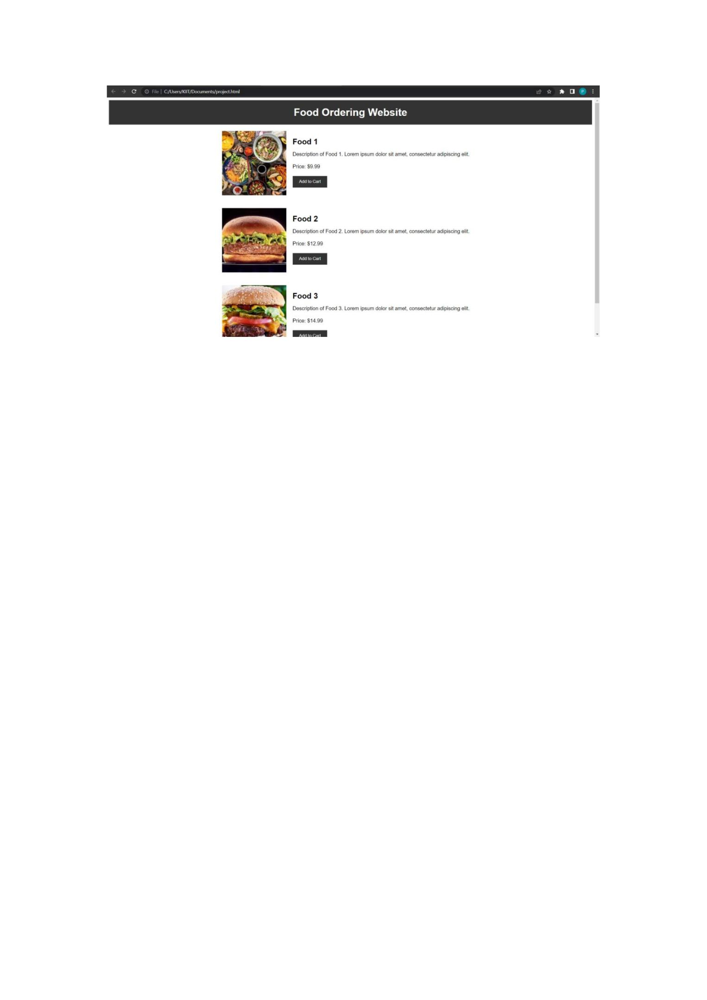 File | C:/Users/KIIT/Documents/project.html
P
Food Ordering Website
Food 1
Description of Food 1. Lorem ipsum dolor sit amet, consectetur adipiscing elit.
Price: $9.99
Add to Cart
Food 2
Description of Food 2. Lorem ipsum dolor sit amet, consectetur adipiscing elit.
Price: $12.99
Add to Cart
Food 3
Description of Food 3. Lorem ipsum dolor sit amet, consectetur adipiscing elit.
Price: $14.99
Add to Cart